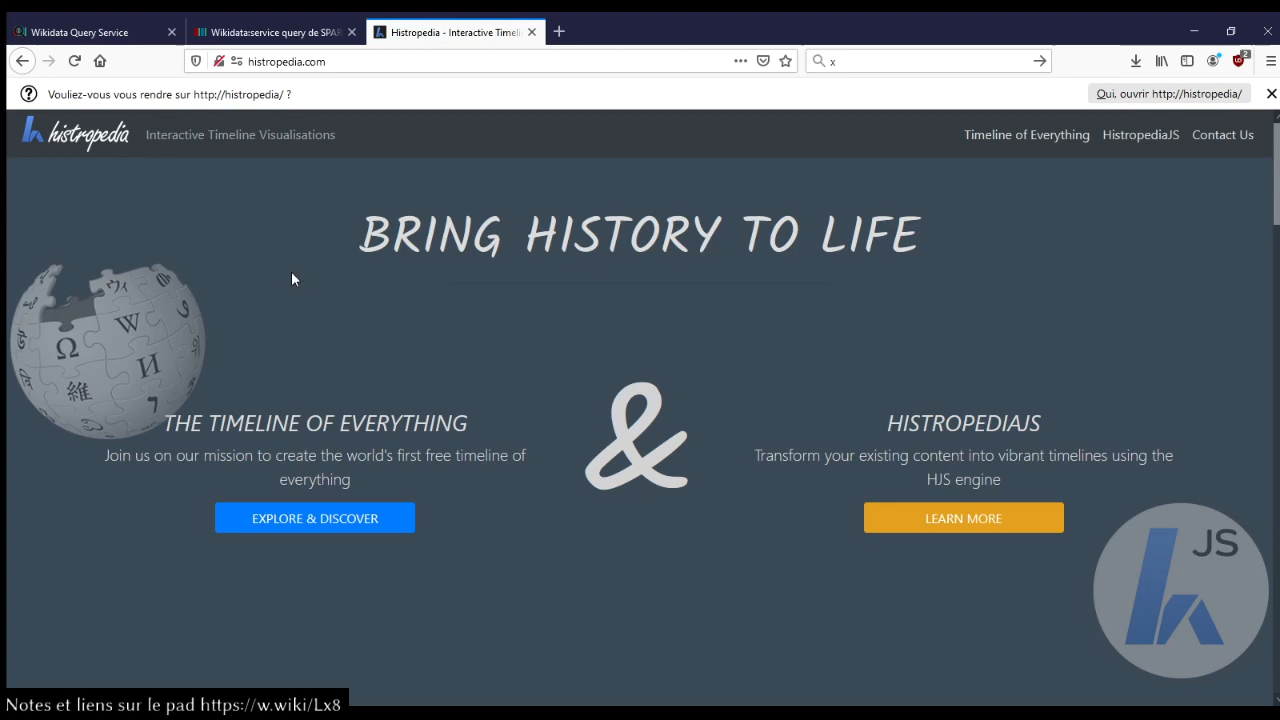 Wikidata Query Service
Wikidata:service query de SPAR
Histropedia - Interactive Timeli
histropedia.com
x
2
Vouliez-vous vous rendre sur http://histropedia/ ?
Oui, ouvrir http://histropedia/
histropedia
Interactive Timeline Visualisations
Timeline of Everything
HistropediaJS
Contact Us
BRING HISTORY TO LIFE
Ω
W
И
維
&
THE TIMELINE OF EVERYTHING
Join us on our mission to create the world's first free timeline of
everything
EXPLORE & DISCOVER
HISTROPEDIAJS
Transform your existing content into vibrant timelines using the
HJS engine
LEARN MORE
JS
Notes et liens sur le pad https://w.wiki/Lx8